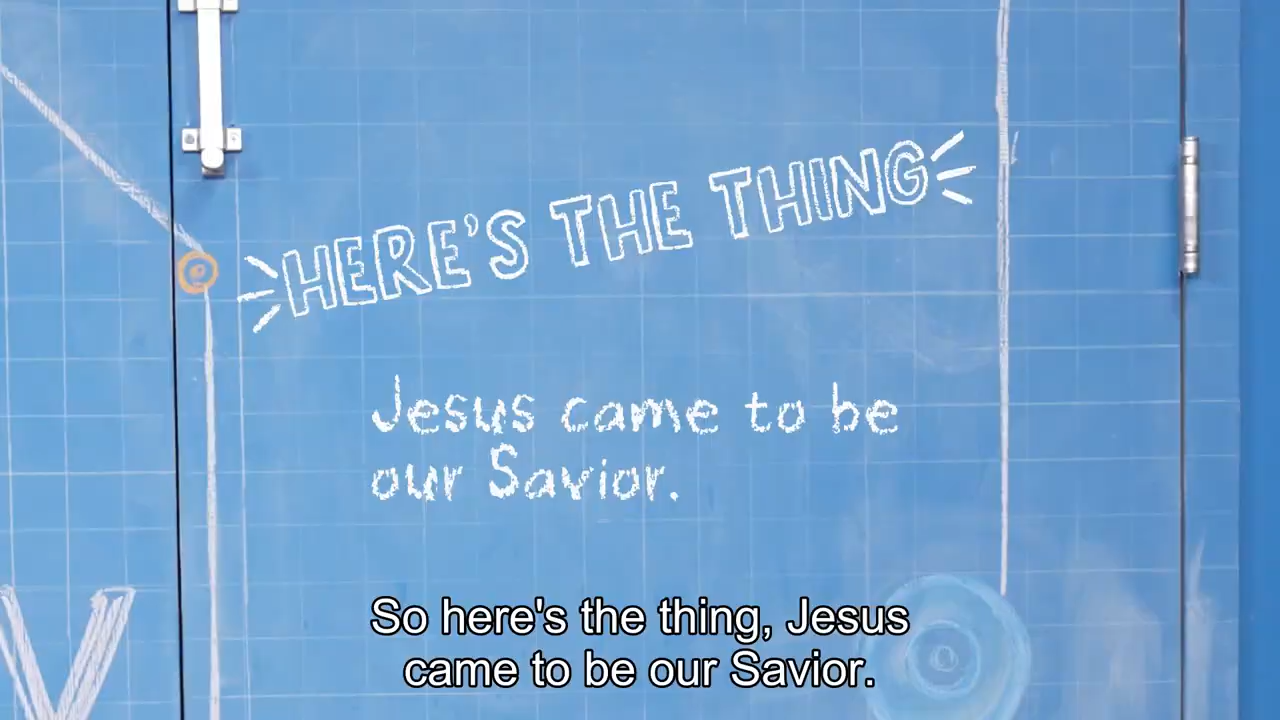 HERE'S THE THING
Jesus came to be
our Savior.
V
So here's the thing, Jesus
came to be our Savior.